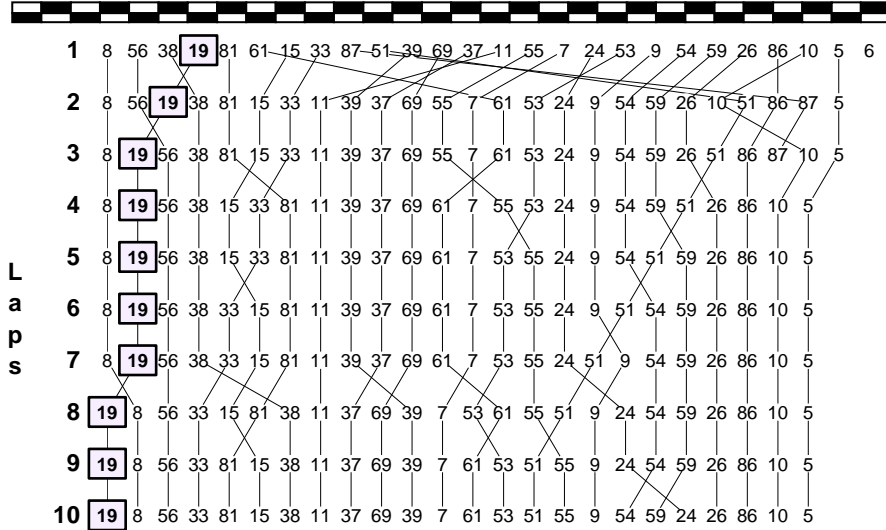 1 8 56 38 19 81 61 15 33 87 51 39 69 37 11 55 7 24 53 9 54 59 26 86 10 5 6
2 8 56 19 38 81 15 33 11 39 37 69 55 7 61 53 24 9 54 59 26 10 51 86 87 5
3 8 19 56 38 81 15 33 11 39 37 69 55 7 61 53 24 9 54 59 26 51 86 87 10 5
4 8 19 56 38 15 33 81 11 39 37 69 61 7 55 53 24 9 54 59 51 26 86 10 5
5 8 19 56 38 15 33 81 11 39 37 69 61 7 53 55 24 9 54 51 59 26 86 10 5
6 8 19 56 38 33 15 81 11 39 37 69 61 7 53 55 24 9 51 54 59 26 86 10 5
7 8 19 56 38 33 15 81 11 39 37 69 61 7 53 55 24 51 9 54 59 26 86 10 5
8 19 8 56 33 15 81 38 11 37 69 39 7 53 61 55 51 9 24 54 59 26 86 10 5
9 19 8 56 33 81 15 38 11 37 69 39 7 61 53 51 55 9 24 54 59 26 86 10 5
10 19 8 56 33 81 15 38 11 37 69 39 7 61 53 51 55 9 54 59 24 26 86 10 5
Laps